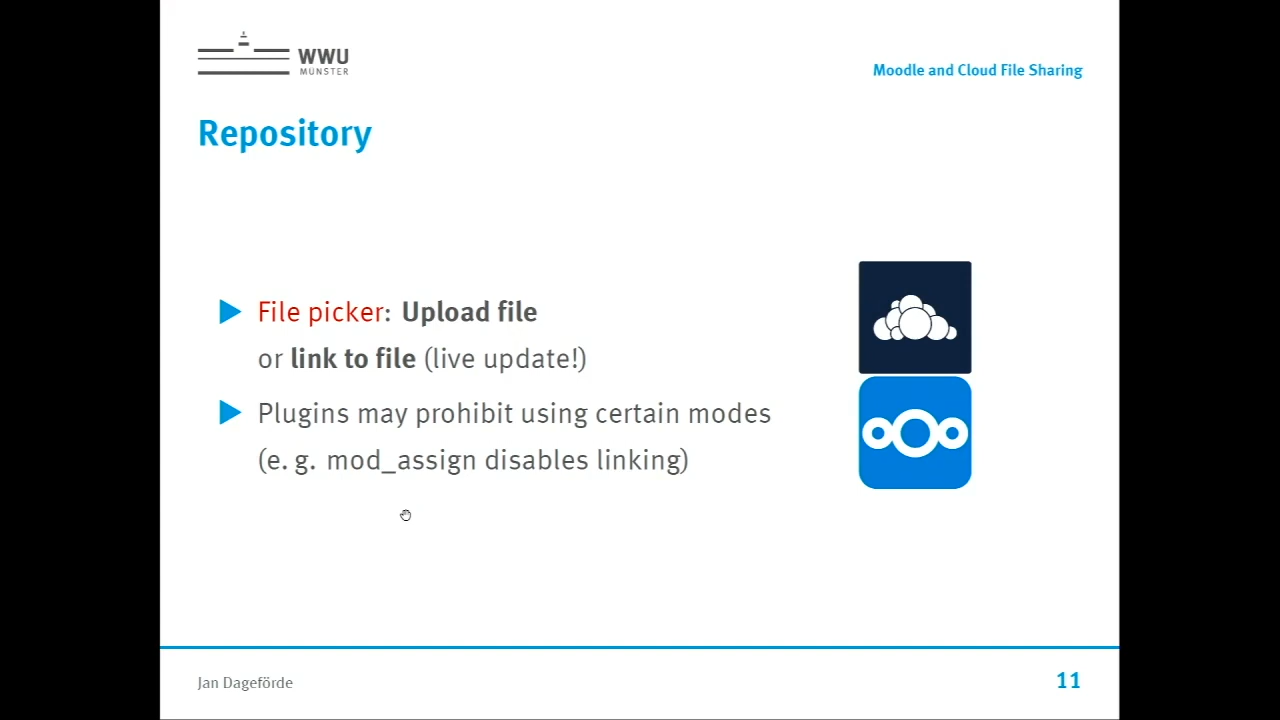 WWU
MÜNSTER
Moodle and Cloud File Sharing
Repository
File picker: Upload file
or link to file (live update!)
Plugins may prohibit using certain modes
(e. g. mod_assign disables linking)
Jan Dageförde
11